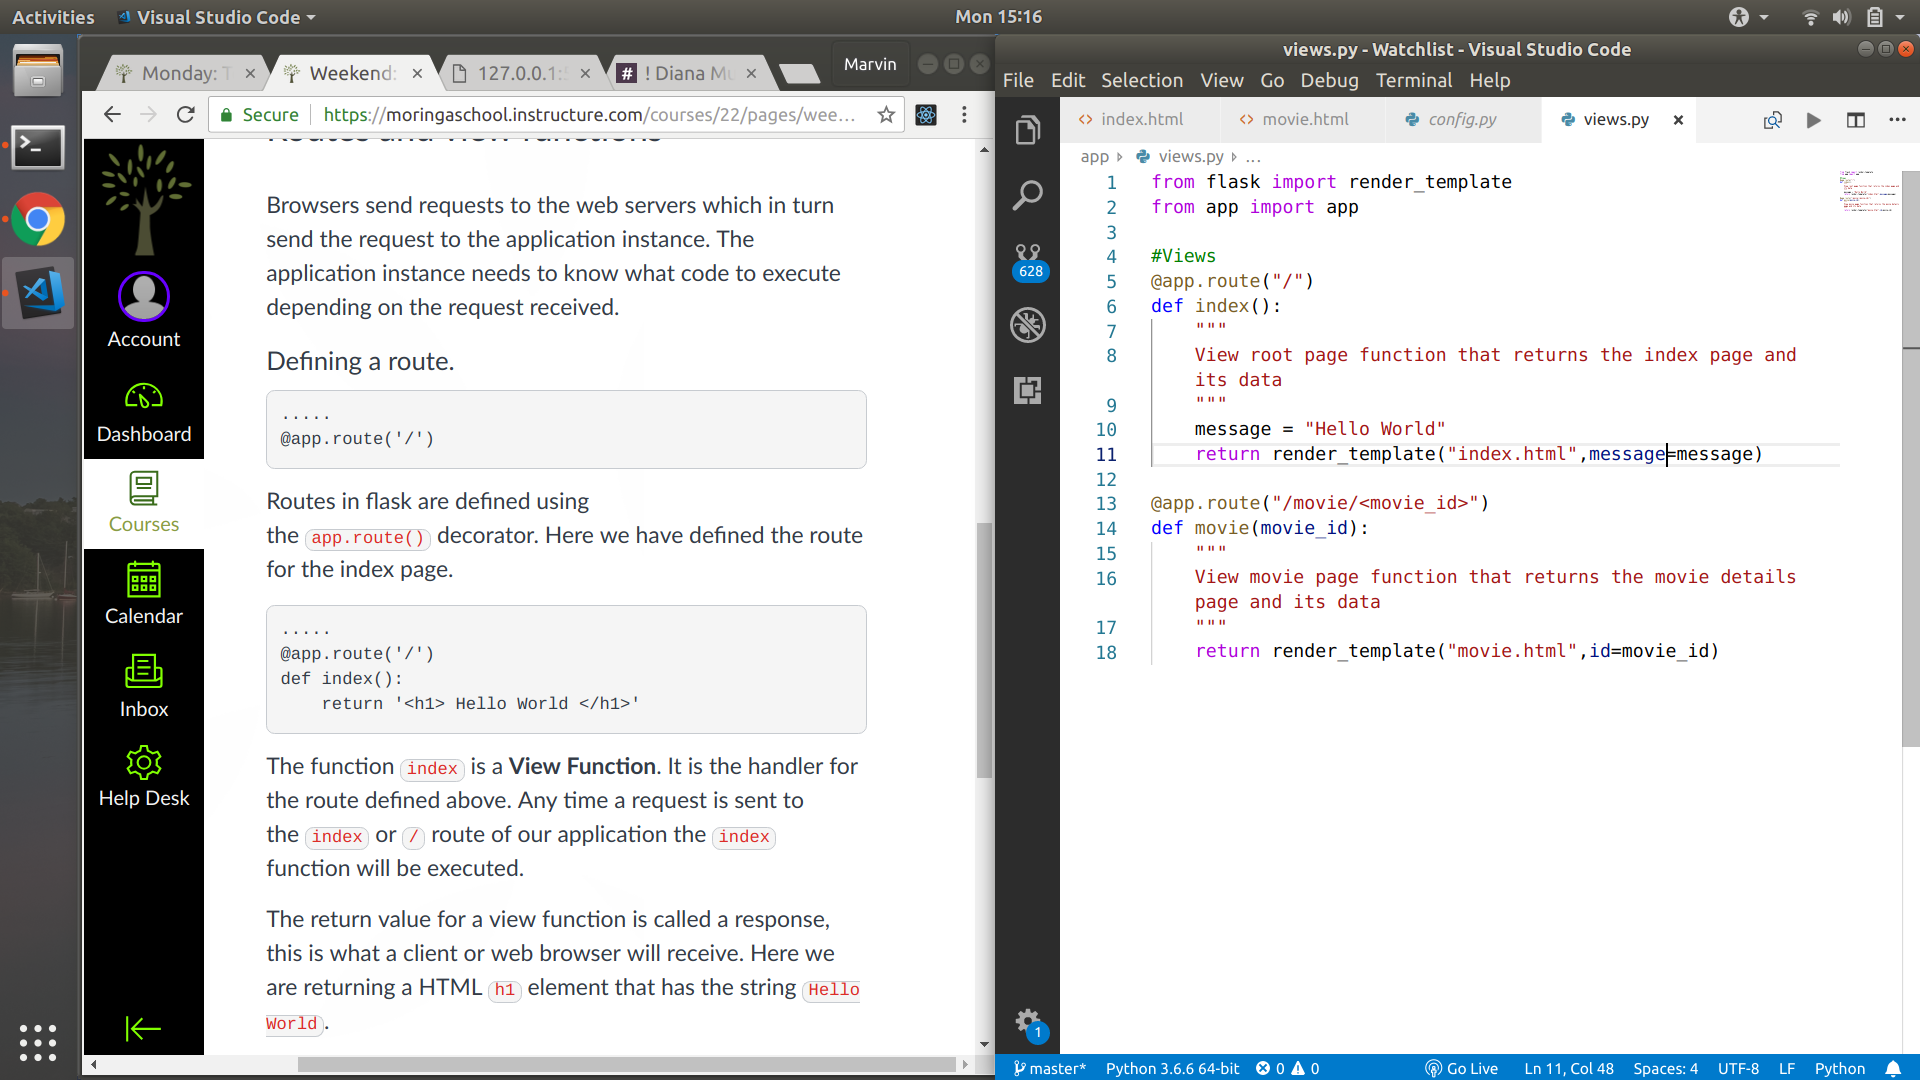 Activities
Visual Studio Code
Mon 15:16
Monday: T
Weekend:
127.0.0.1:5
! Diana Mu
Marvin
Secure
https://moringaschool.instructure.com/courses/22/pages/wee...
Account
Dashboard
Courses
Calendar
Inbox
Help Desk
Routes and View Functions
Browsers send requests to the web servers which in turn
send the request to the application instance. The
application instance needs to know what code to execute
depending on the request received.
Defining a route.
.....
@app.route('/')
Routes in flask are defined using
the app.route() decorator. Here we have defined the route
for the index page.
.....
@app.route('/')
def index():
    return '<h1> Hello World </h1>'
The function index is a View Function. It is the handler for
the route defined above. Any time a request is sent to
the index or / route of our application the index
function will be executed.
The return value for a view function is called a response,
this is what a client or web browser will receive. Here we
are returning a HTML h1 element that has the string Hello
World.
views.py - Watchlist - Visual Studio Code
File Edit Selection View Go Debug Terminal Help
index.html
movie.html
config.py
views.py
app views.py ...
628
1 from flask import render_template
2 from app import app
3
4 #Views
5 @app.route("/")
6 def index():
7     """
8     View root page function that returns the index page and
    its data
9     """
10     message = "Hello World"
11     return render_template("index.html",message=message)
12
13 @app.route("/movie/<movie_id>")
14 def movie(movie_id):
15     """
16     View movie page function that returns the movie details
    page and its data
17     """
18     return render_template("movie.html",id=movie_id)
1
master*
Python 3.6.6 64-bit
0
0
Go Live
Ln 11, Col 48
Spaces: 4
UTF-8
LF
Python